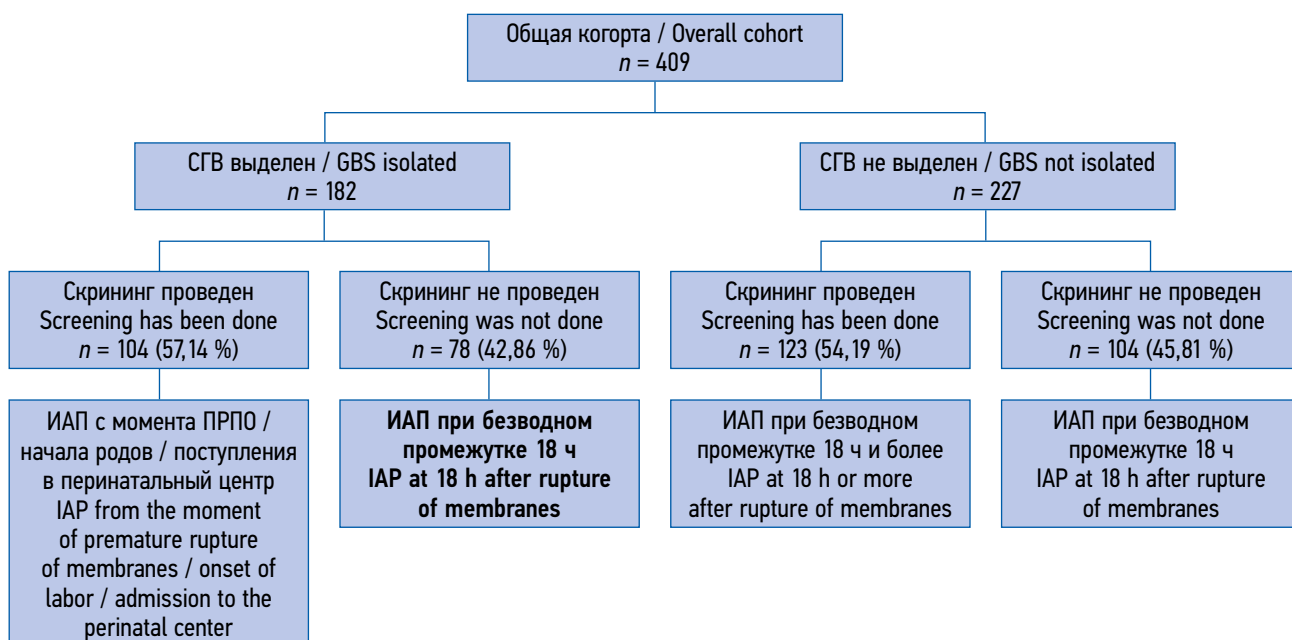 Общая когорта / Overall cohort
n = 409
СГВ выделен / GBS isolated
n = 182
СГВ не выделен / GBS not isolated
n = 227
Скрининг проведен
Screening has been done
n = 104 (57,14 %)
Скрининг не проведен
Screening was not done
n = 78 (42,86 %)
Скрининг проведен
Screening has been done
n = 123 (54,19 %)
Скрининг не проведен
Screening was not done
n = 104 (45,81 %)
ИАП с момента ПРПО /
начала родов / поступления
в перинатальный центр
IAP from the moment
of premature rupture
of membranes / onset of
labor / admission to the
perinatal center
ИАП при безводном
промежутке 18 ч
IAP at 18 h after rupture
of membranes
ИАП при безводном
промежутке 18 ч и более
IAP at 18 h or more
after rupture of membranes
ИАП при безводном
промежутке 18 ч
IAP at 18 h after rupture
of membranes